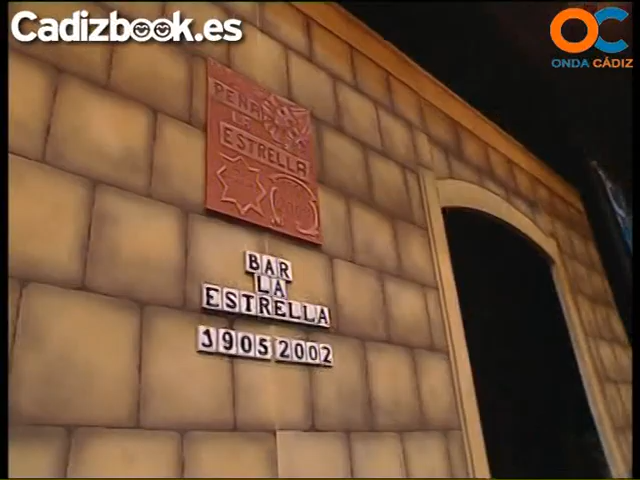 Cadizbook.es
OC
ONDA CÁDIZ
PEÑA
LA
ESTRELLA
BAR
LA
ESTRELLA
1905 2002